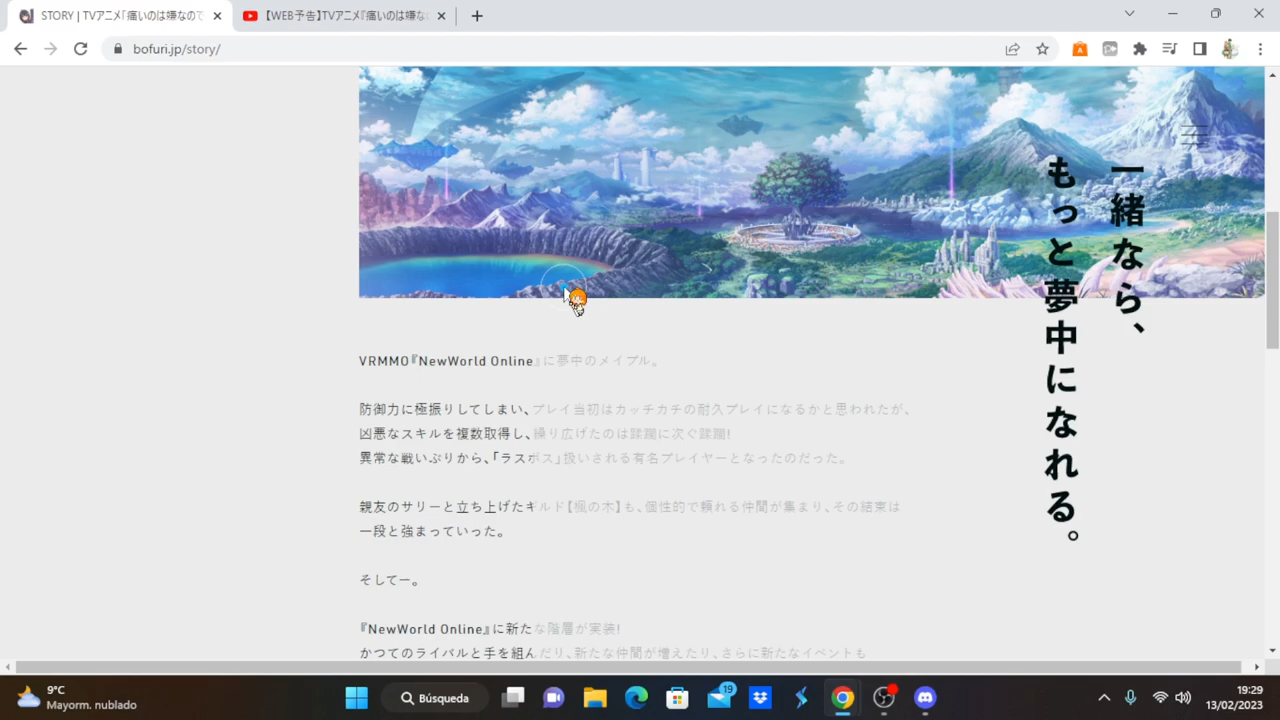 STORY | TVアニメ「痛いのは嫌なので
【WEB予告】TVアニメ『痛いのは嫌な
bofuri.jp/story/
一緒なら、
もっと夢中になれる。
VRMMO『NewWorld Online』に夢中のメイプル。
防御力に極振りしてしまい、プレイ当初はカッチカチの耐久プレイになるかと思われたが、
凶悪なスキルを複数取得し、繰り広げたのは蹂躙に次ぐ蹂躙!
異常な戦いぶりから、「ラスボス」扱いされる有名プレイヤーとなったのだった。
親友のサリーと立ち上げたギルド【楓の木】も、個性的で頼れる仲間が集まり、その結束は
一段と強まっていった。
そしてー。
『NewWorld Online』に新たな階層が実装!
かつてのライバルと手を組んだり、新たな仲間が増えたり、さらに新たなイベントも
9°C
Mayorm. nublado
Búsqueda
19
19:29
13/02/2023